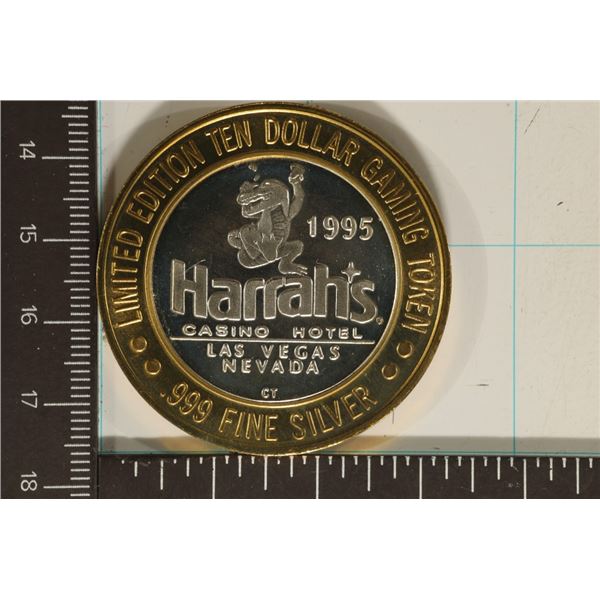 LIMITED EDITION TEN DOLLAR GAMING TOKEN
1995
Harrah's®
CASINO HOTEL
LAS VEGAS
NEVADA
CT
.999 FINE SILVER
14
15
16
17
18